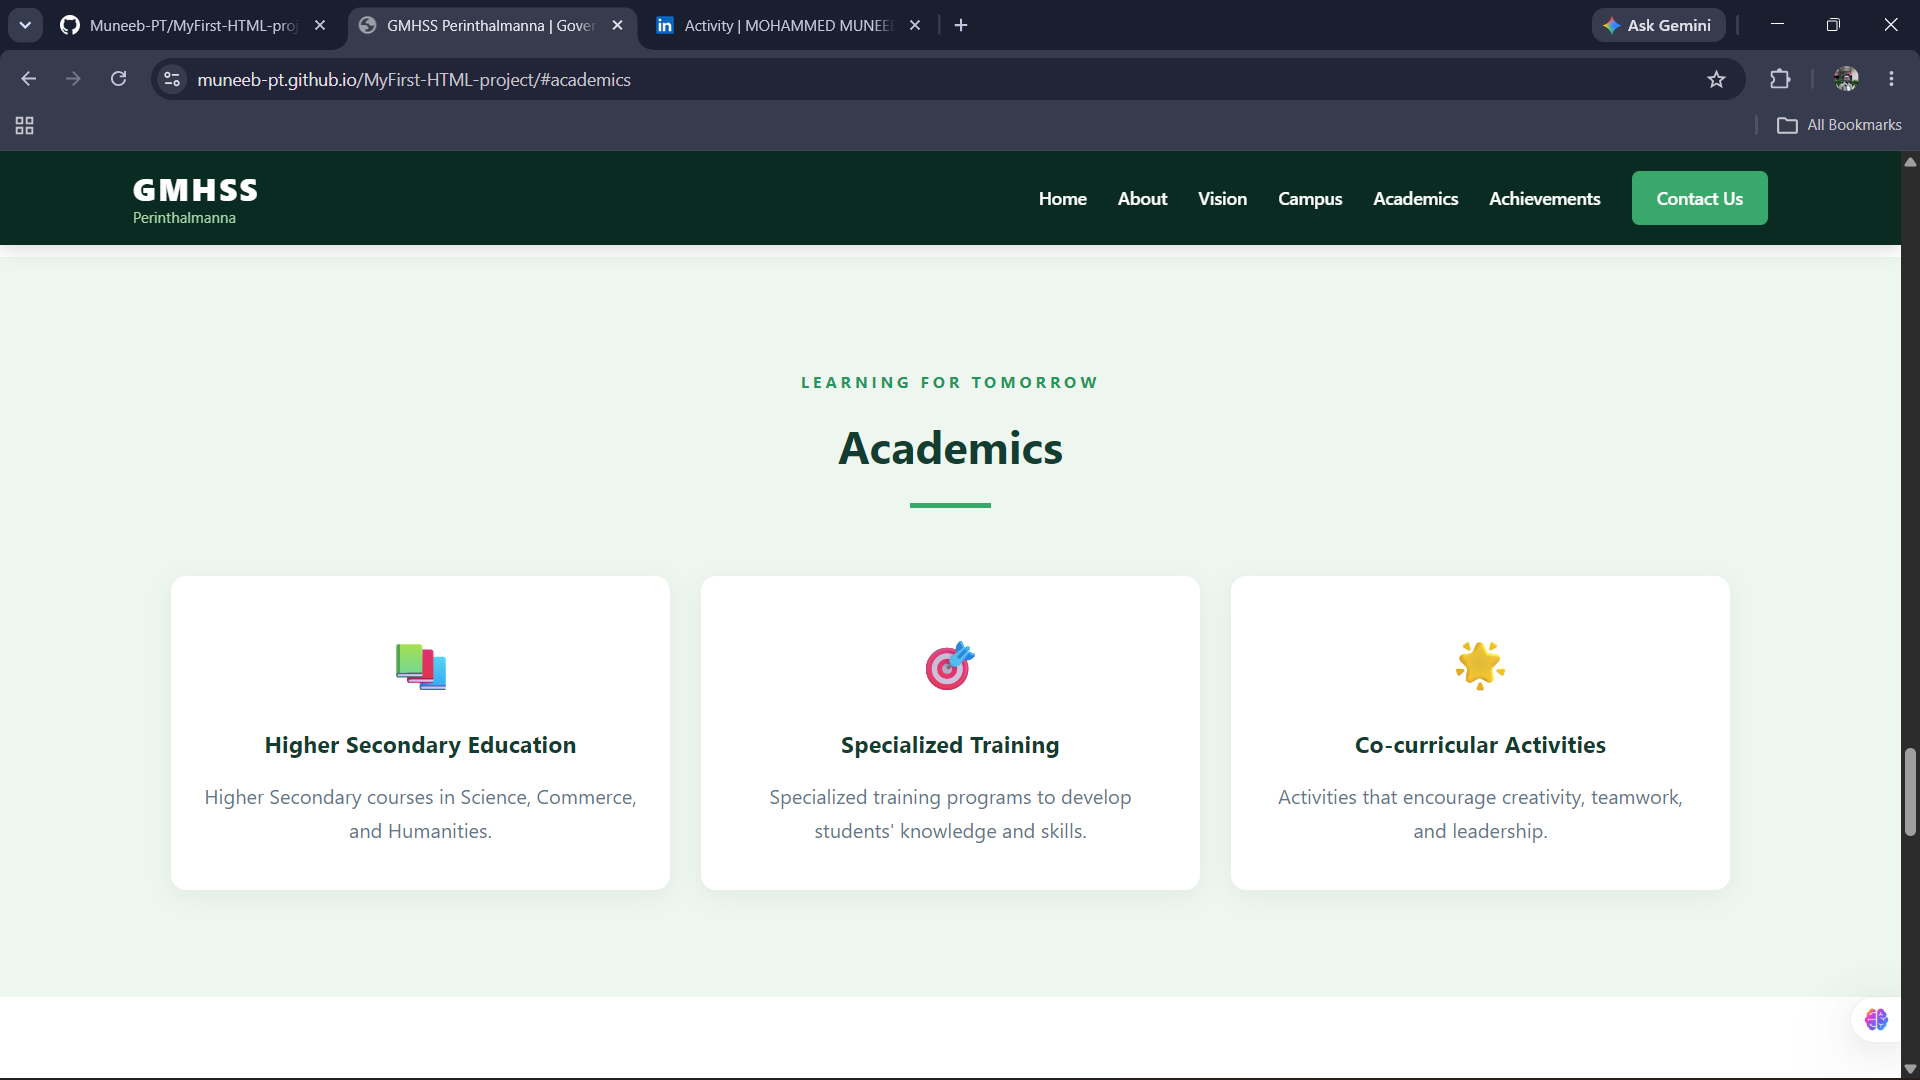 Muneeb-PT/MyFirst-HTML-proj
GMHSS Perinthalmanna | Gover
Activity | MOHAMMED MUNEE
Ask Gemini
muneeb-pt.github.io/MyFirst-HTML-project/#academics
All Bookmarks
GMHSS
Perinthalmanna
Home About Vision Campus Academics Achievements Contact Us
LEARNING FOR TOMORROW
Academics
Higher Secondary Education
Higher Secondary courses in Science, Commerce,
and Humanities.
Specialized Training
Specialized training programs to develop
students' knowledge and skills.
Co-curricular Activities
Activities that encourage creativity, teamwork,
and leadership.